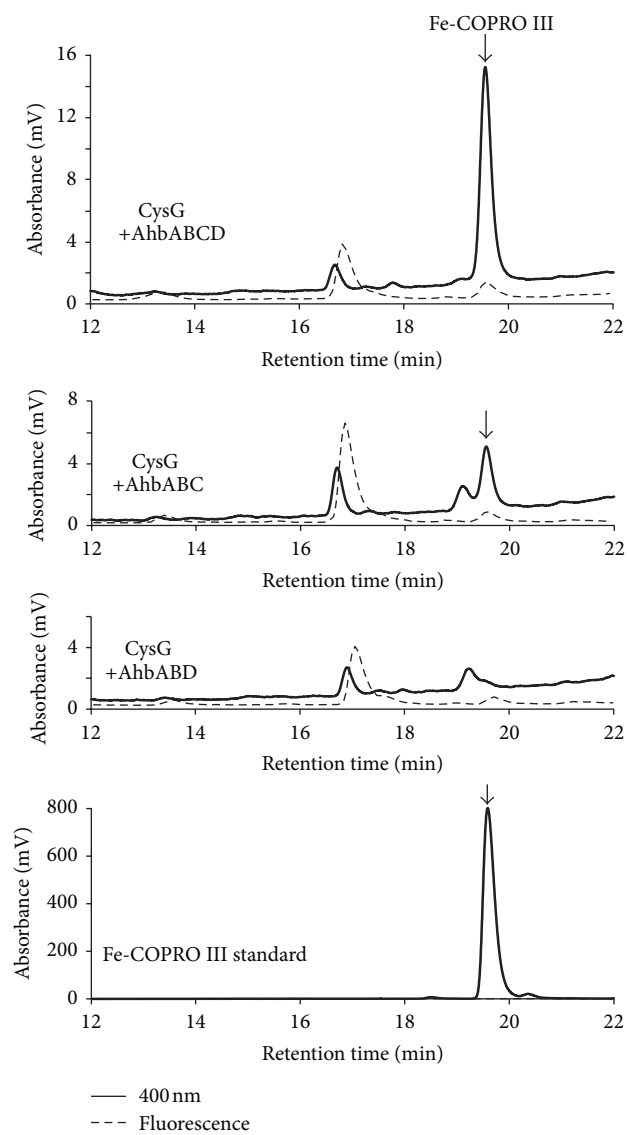 Fe-COPRO III
16
12
8
4
0
Absorbance (mV)
CysG
+AhbABCD
12 14 16 18 20 22
Retention time (min)
8
4
0
Absorbance (mV)
CysG
+AhbABC
12 14 16 18 20 22
Retention time (min)
4
0
Absorbance (mV)
CysG
+AhbABD
12 14 16 18 20 22
Retention time (min)
800
600
400
200
0
Absorbance (mV)
Fe-COPRO III standard
12 14 16 18 20 22
Retention time (min)
400 nm
Fluorescence